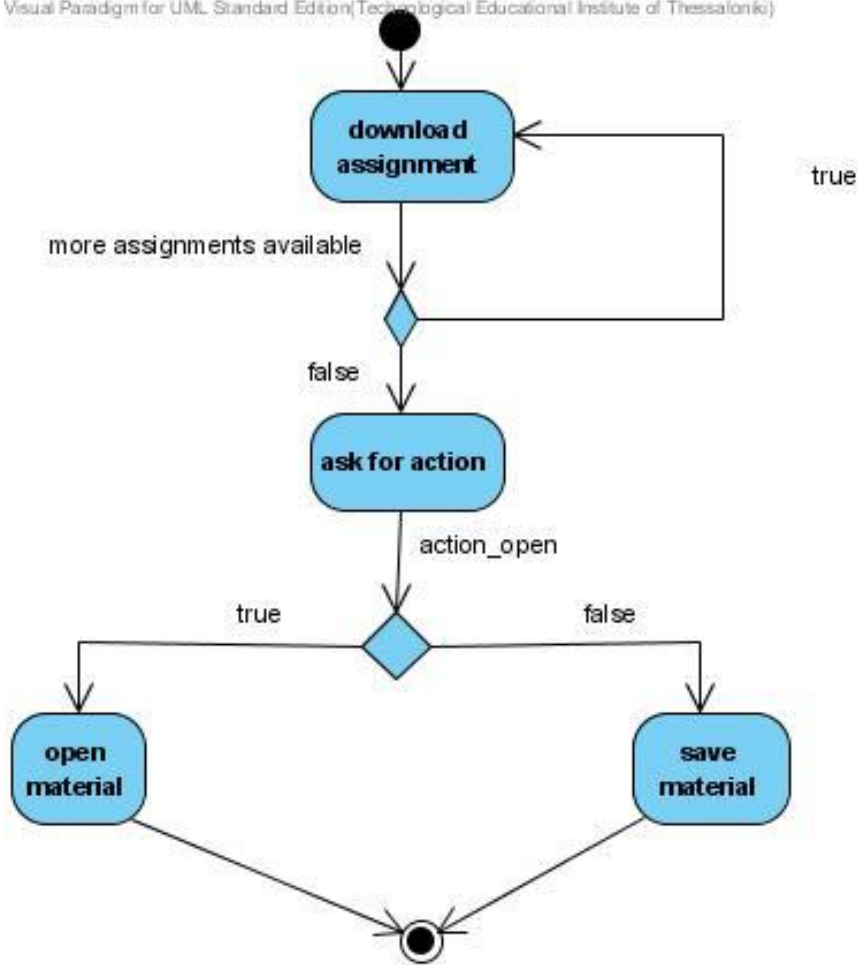 Visual Paradigm for UML Standard Edition(Technological Educational Institute of Thessaloniki)
download
assignment
true
more assignments available
false
ask for action
action_open
true
false
open
material
save
material